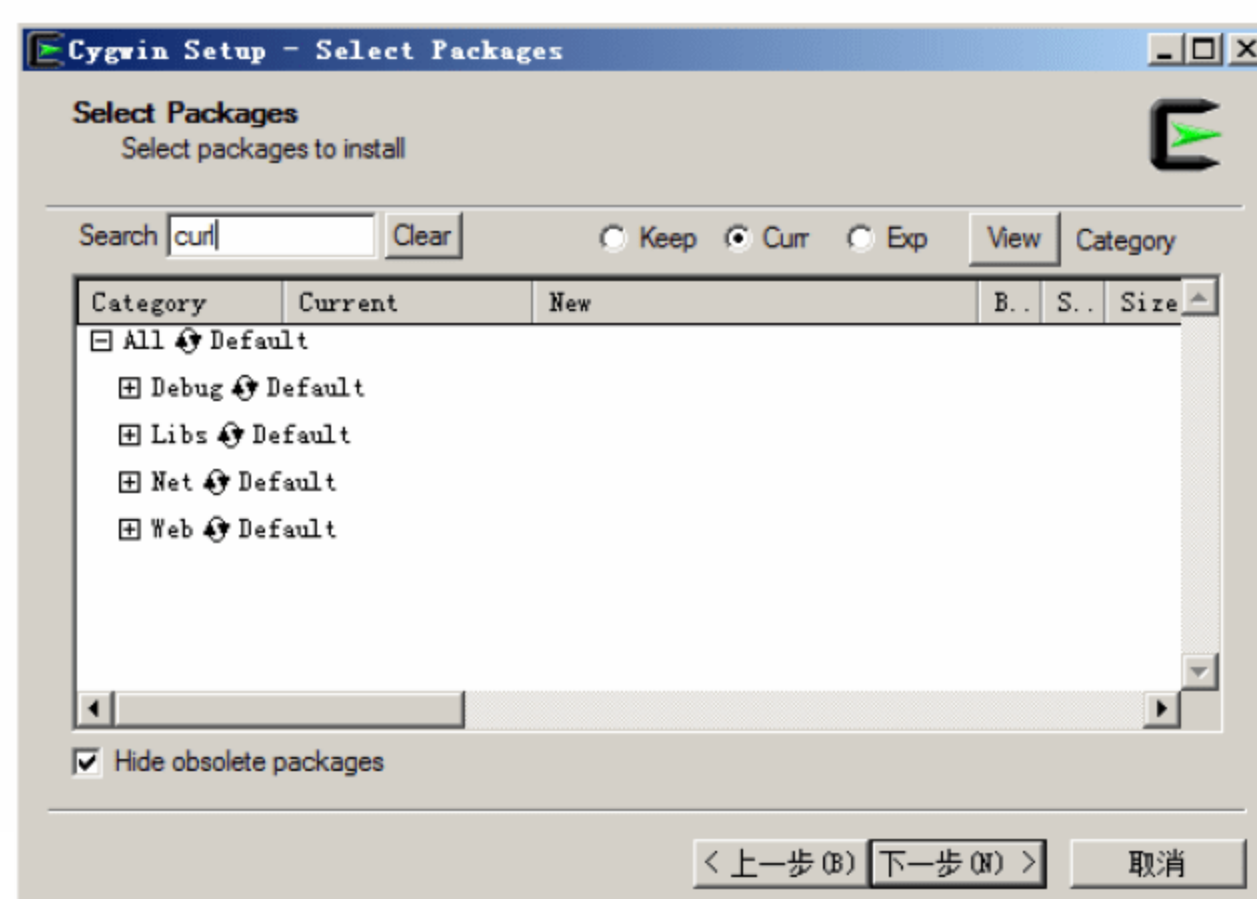 Cygwin Setup - Select Packages
Select Packages
Select packages to install
Search curl Clear Keep Curr Exp View Category
Category Current New B.. S.. Size
All Default
Debug Default
Libs Default
Net Default
Web Default
Hide obsolete packages
< 上一步(B) 下一步(N) > 取消